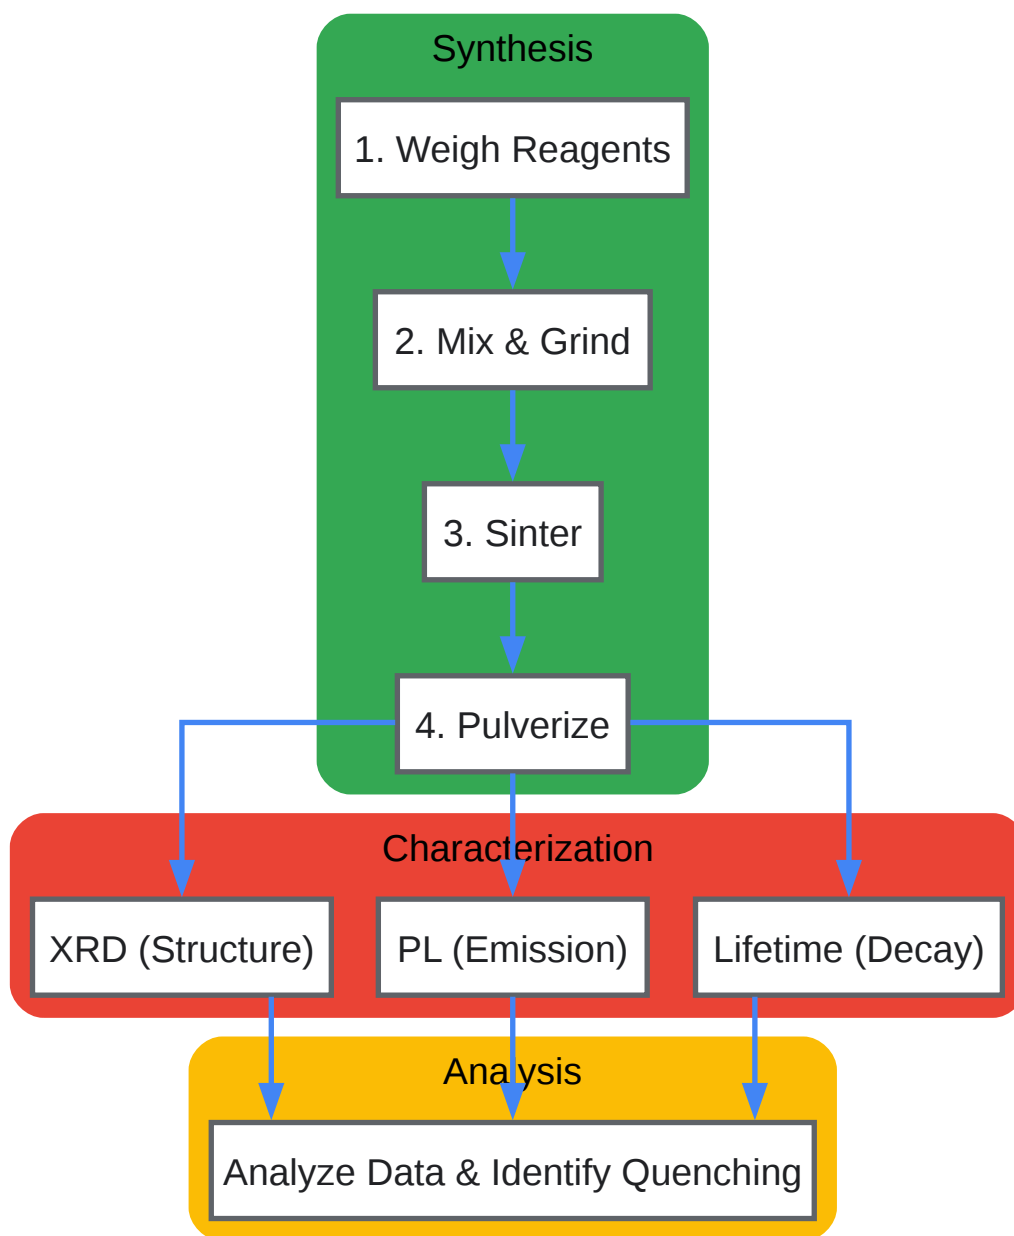 Synthesis
1. Weigh Reagents
2. Mix & Grind
3. Sinter
4. Pulverize
Characterization
XRD (Structure)
PL (Emission)
Lifetime (Decay)
Analysis
Analyze Data & Identify Quenching